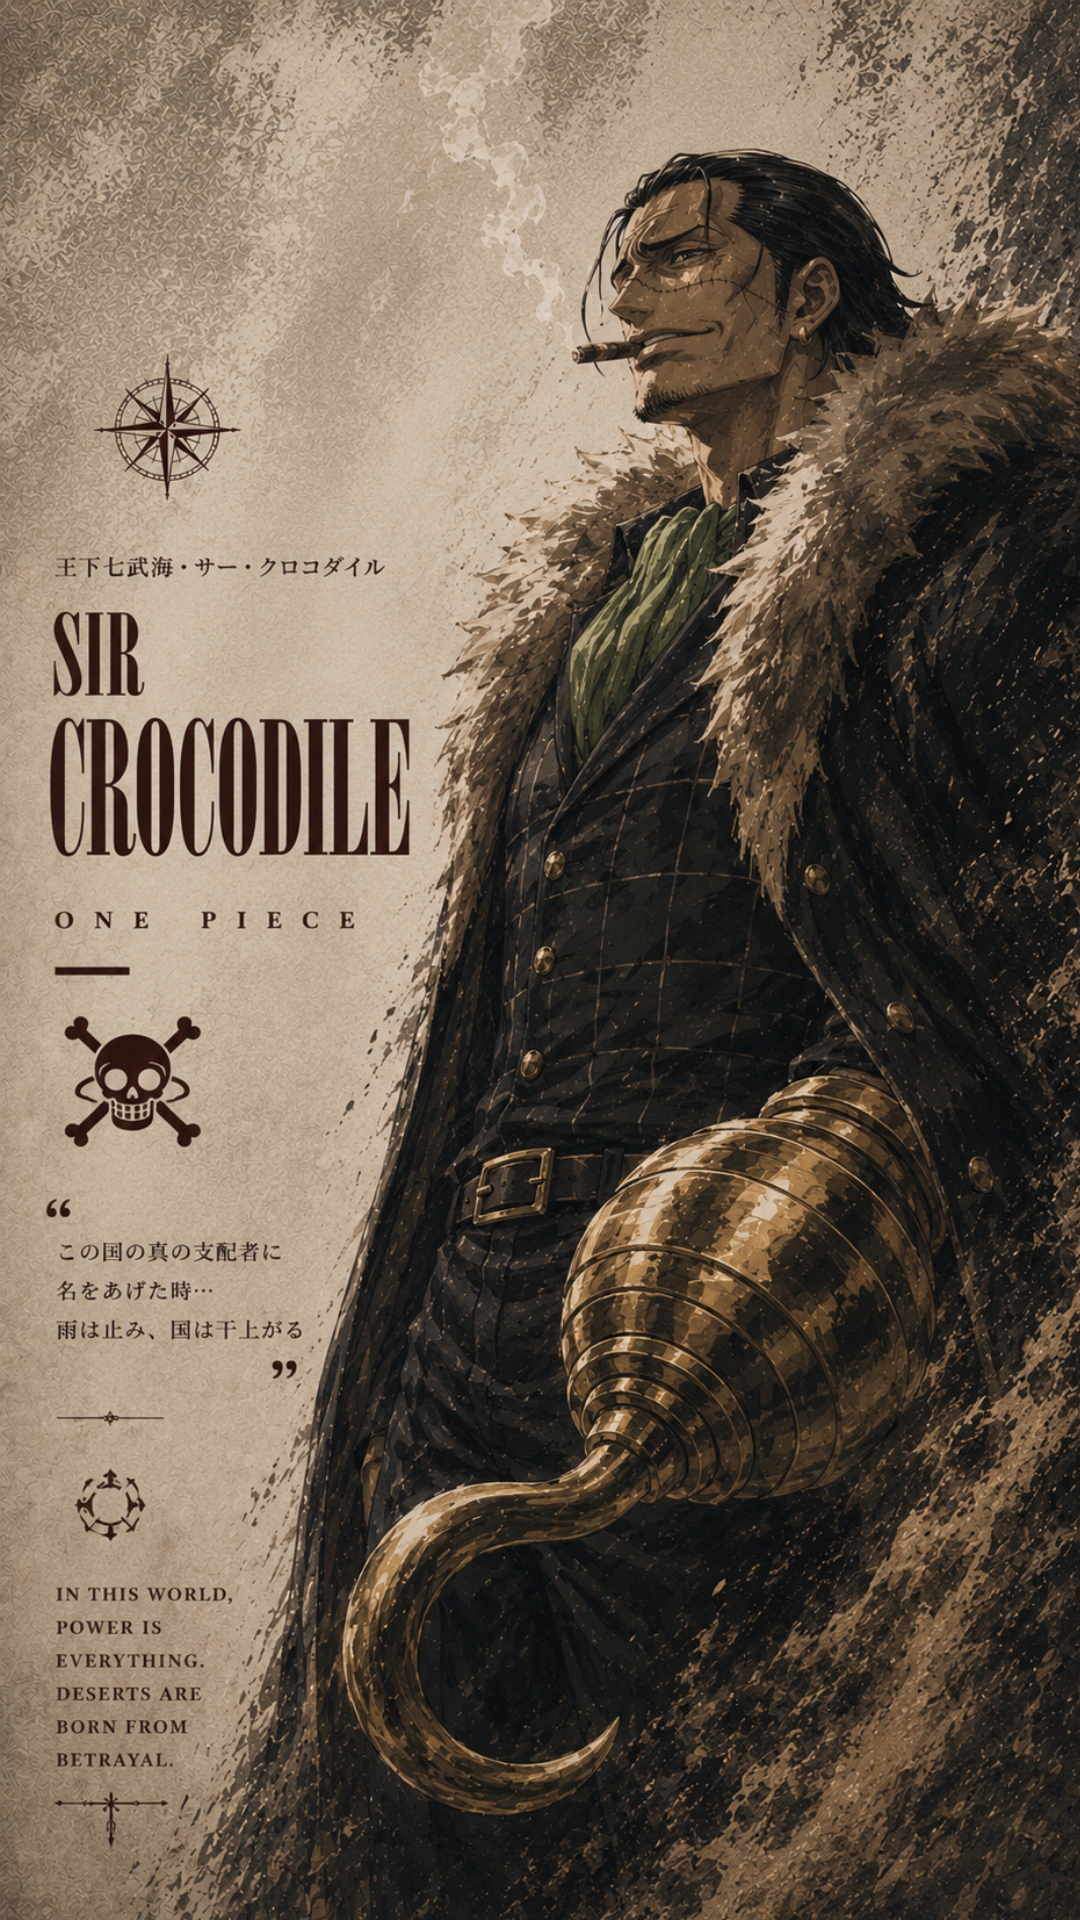 王下七武海・サー・クロコダイル
SIR
CROCODILE
ONE PIECE
“
この国の真の支配者に
名をあげた時…
雨は止み、国は干上がる
”
IN THIS WORLD,
POWER IS
EVERYTHING.
DESERTS ARE
BORN FROM
BETRAYAL.